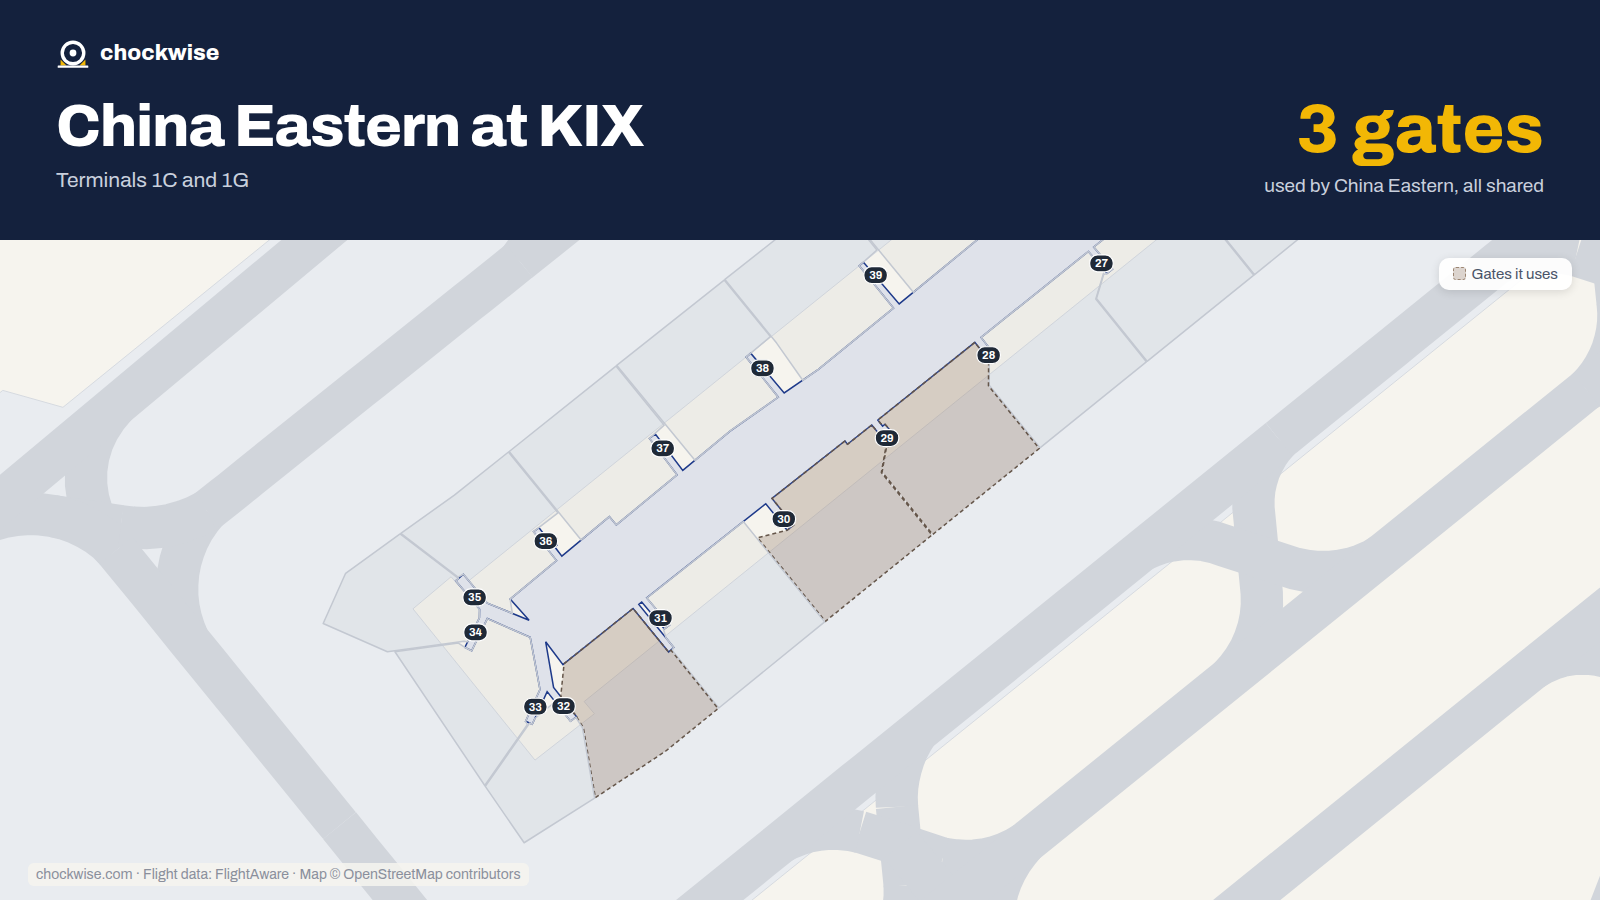 chockwise
China Eastern at KIX
Terminals 1C and 1G
3 gates
used by China Eastern, all shared
Gates it uses
27
39
28
38
29
37
30
36
35
31
34
33
32
chockwise.com · Flight data: FlightAware · Map © OpenStreetMap contributors